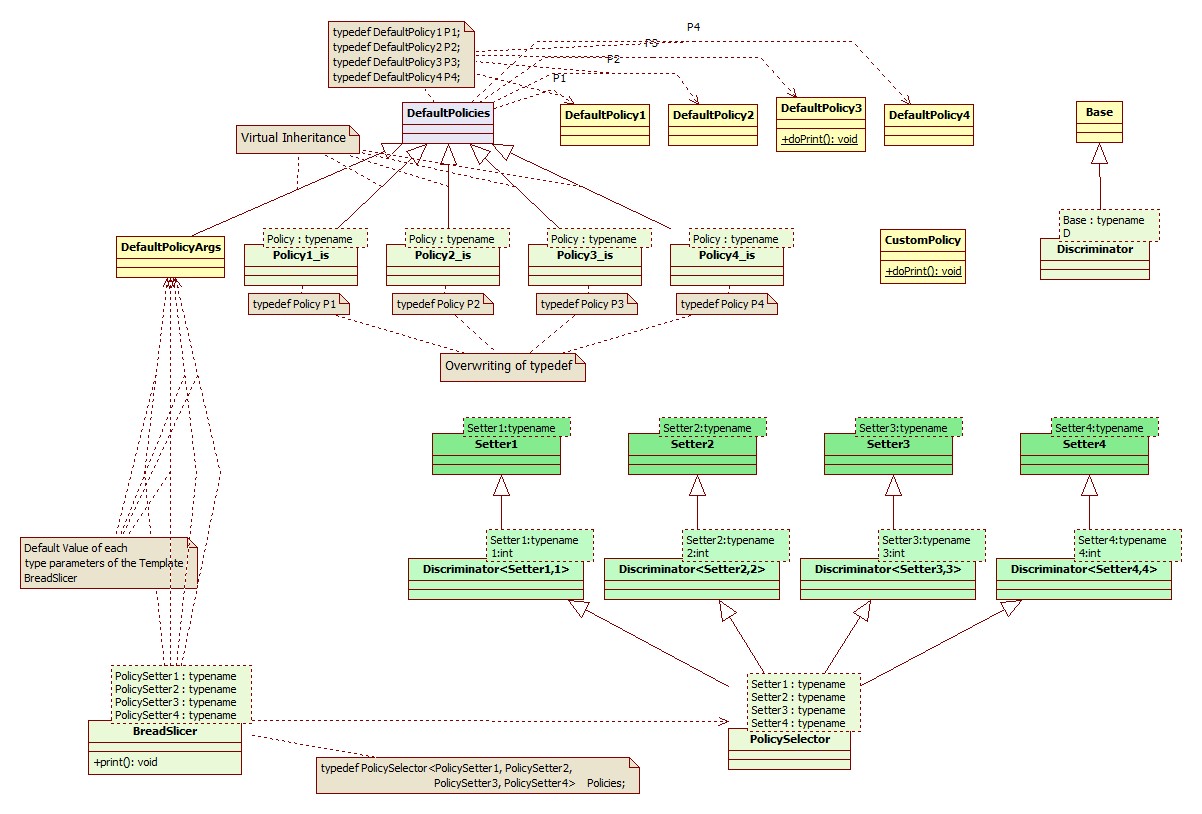 typedef DefaultPolicy1 P1;
typedef DefaultPolicy2 P2;
typedef DefaultPolicy3 P3;
typedef DefaultPolicy4 P4;
P4
P3
P2
P1
DefaultPolicies
DefaultPolicy1
DefaultPolicy2
DefaultPolicy3
+doPrint(): void
DefaultPolicy4
Base
Virtual Inheritance
DefaultPolicyArgs
Policy : typename
Policy1_is
Policy : typename
Policy2_is
Policy : typename
Policy3_is
Policy : typename
Policy4_is
CustomPolicy
+doPrint(): void
Base : typename
D
Discriminator
typedef Policy P1
typedef Policy P2
typedef Policy P3
typedef Policy P4
Overwriting of typedef
Setter1:typename
Setter1
Setter2:typename
Setter2
Setter3:typename
Setter3
Setter4:typename
Setter4
Setter1:typename
1:int
Discriminator<Setter1,1>
Setter2:typename
2:int
Discriminator<Setter2,2>
Setter3:typename
3:int
Discriminator<Setter3,3>
Setter4:typename
4:int
Discriminator<Setter4,4>
Default Value of each
type parameters of the Template
BreadSlicer
PolicySetter1 : typename
PolicySetter2 : typename
PolicySetter3 : typename
PolicySetter4 : typename
BreadSlicer
+print(): void
Setter1 : typename
Setter2 : typename
Setter3 : typename
Setter4 : typename
PolicySelector
typedef PolicySelector<PolicySetter1, PolicySetter2,
PolicySetter3, PolicySetter4> Policies;